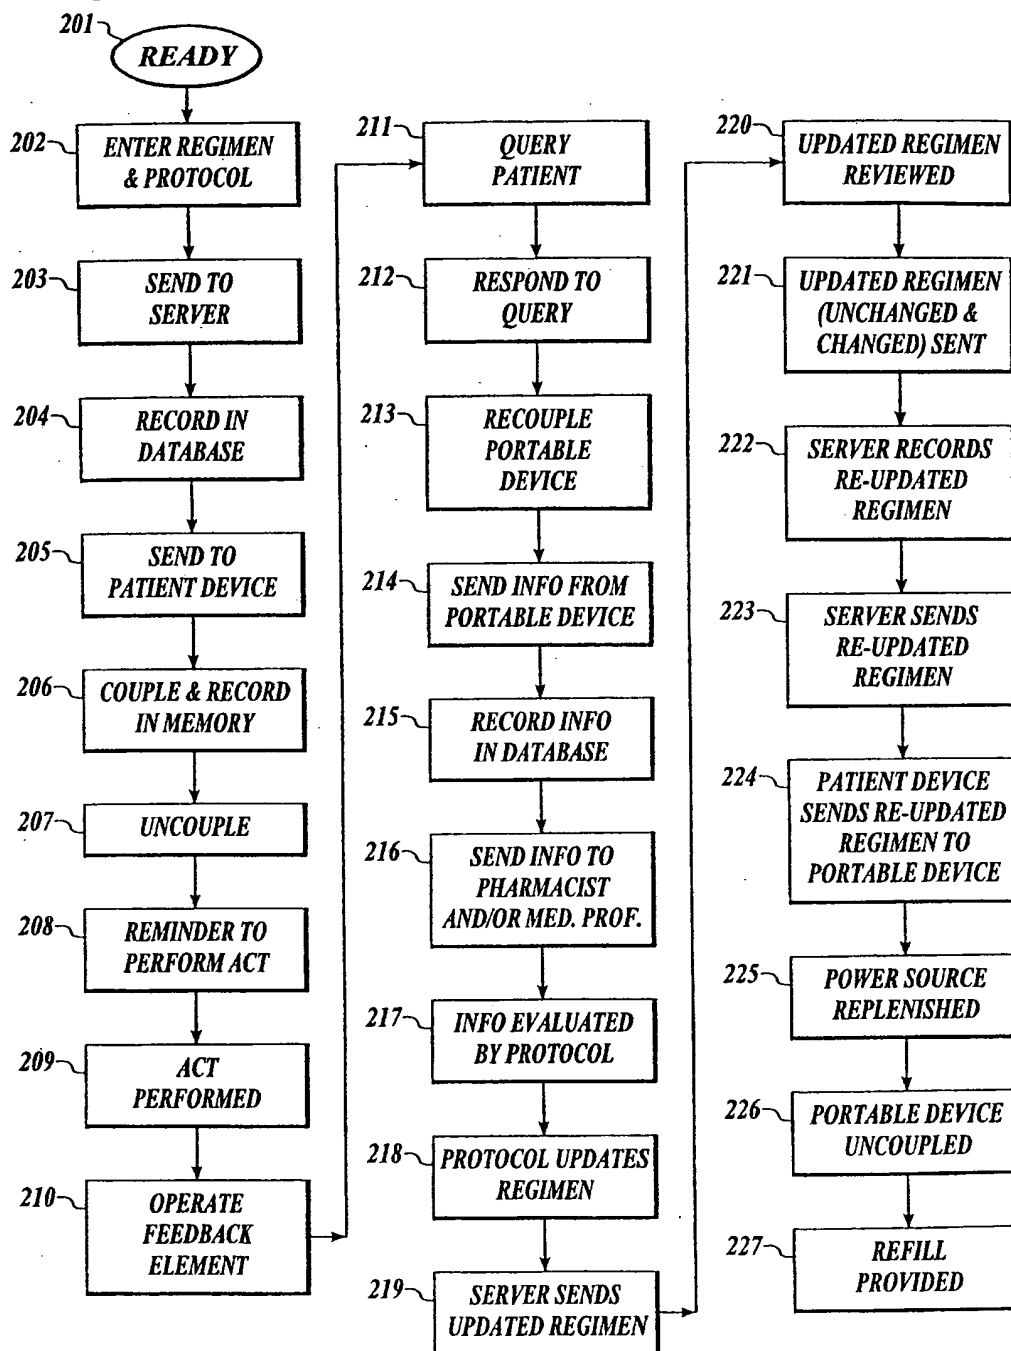 201
READY
202
ENTER REGIMEN
& PROTOCOL
203
SEND TO
SERVER
204
RECORD IN
DATABASE
205
SEND TO
PATIENT DEVICE
206
COUPLE & RECORD
IN MEMORY
207
UNCOUPLE
208
REMINDER TO
PERFORM ACT
209
ACT
PERFORMED
210
OPERATE
FEEDBACK
ELEMENT
211
QUERY
PATIENT
212
RESPOND TO
QUERY
213
RECOUPLE
PORTABLE
DEVICE
214
SEND INFO FROM
PORTABLE DEVICE
215
RECORD INFO
IN DATABASE
216
SEND INFO TO
PHARMACIST
AND/OR MED. PROF.
217
INFO EVALUATED
BY PROTOCOL
218
PROTOCOL UPDATES
REGIMEN
219
SERVER SENDS
UPDATED REGIMEN
220
UPDATED REGIMEN
REVIEWED
221
UPDATED REGIMEN
(UNCHANGED &
CHANGED) SENT
222
SERVER RECORDS
RE-UPDATED
REGIMEN
223
SERVER SENDS
RE-UPDATED
REGIMEN
224
PATIENT DEVICE
SENDS RE-UPDATED
REGIMEN TO
PORTABLE DEVICE
225
POWER SOURCE
REPLENISHED
226
PORTABLE DEVICE
UNCOUPLED
227
REFILL
PROVIDED